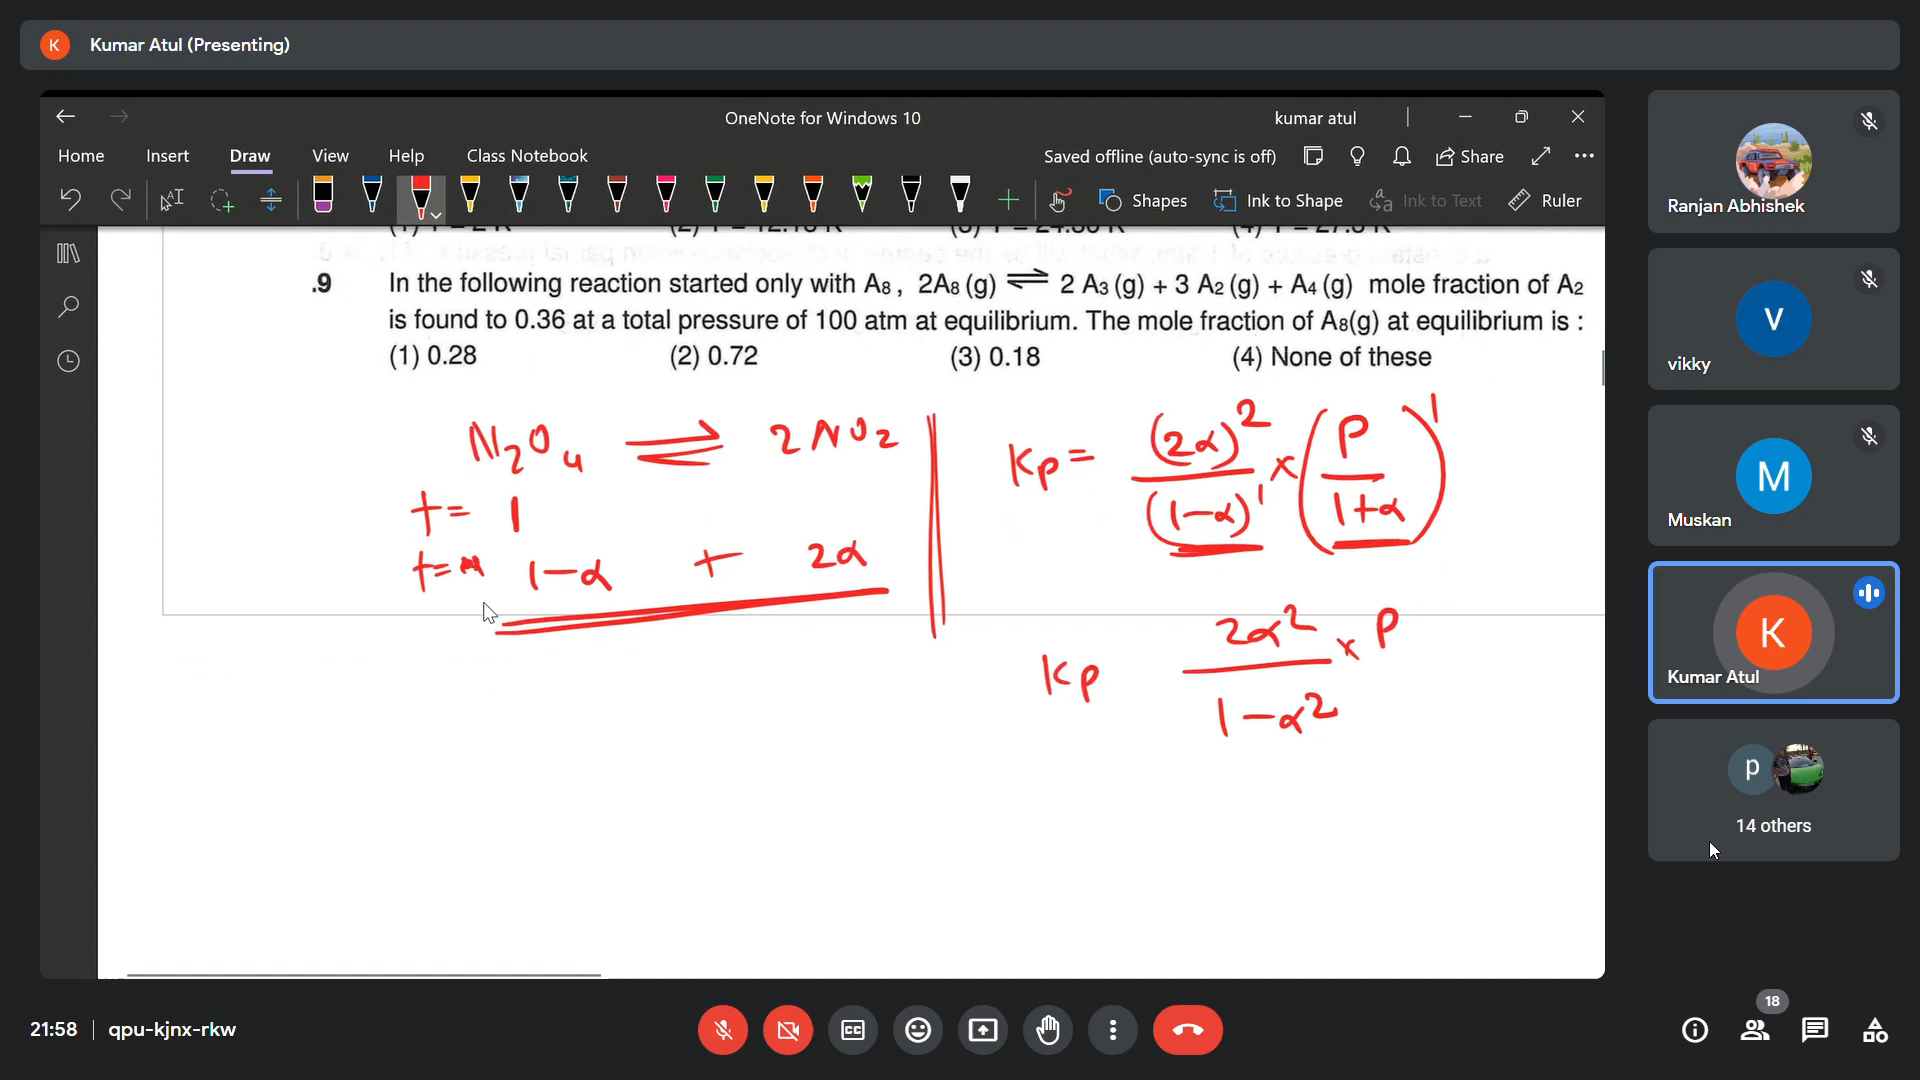 K Kumar Atul (Presenting)
OneNote for Windows 10
kumar atul
Home Insert Draw View Help Class Notebook
Saved offline (auto-sync is off) Share
Shapes Ink to Shape Ink to Text Ruler
.9 In the following reaction started only with A8 , 2A8 (g) ⇌ 2 A3 (g) + 3 A2 (g) + A4 (g) mole fraction of A2
is found to 0.36 at a total pressure of 100 atm at equilibrium. The mole fraction of A8(g) at equilibrium is :
(1) 0.28 (2) 0.72 (3) 0.18 (4) None of these
N2O4 ⇌ 2NO2
t= 1
t= 1-α + 2α
Kp = (2α)^2 / (1-α)^1 × (P / 1+α)^1
Kp 2α^2 / 1-α^2 × P
Ranjan Abhishek
V
vikky
M
Muskan
K
Kumar Atul
p
14 others
21:58 | qpu-kjnx-rkw
CC
18